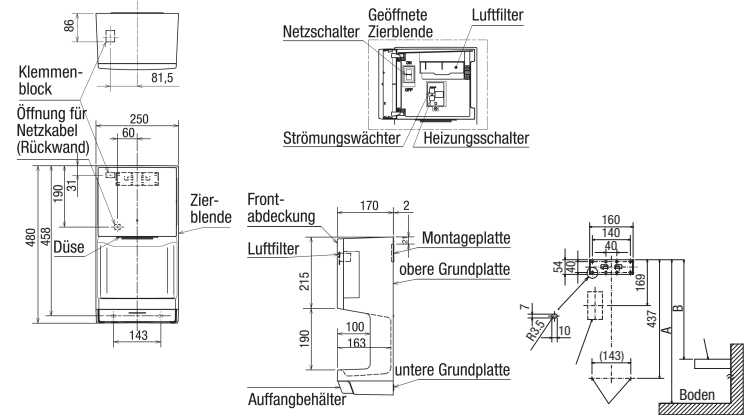 86
81,5
Klemmen-
block
Öffnung für
Netzkabel
(Rückwand)
250
60
31
190
480
458
Düse
Zier-
blende
143
Geöffnete
Zierblende
Netzschalter
Luftfilter
ON
OFF
Strömungswächter
Heizungsschalter
Front-
abdeckung
170
2
Luftfilter
Montageplatte
obere Grundplatte
215
190
100
163
untere Grundplatte
Auffangbehälter
160
140
40
54
40
169
437
B
A
7
R3,5
10
(143)
Boden